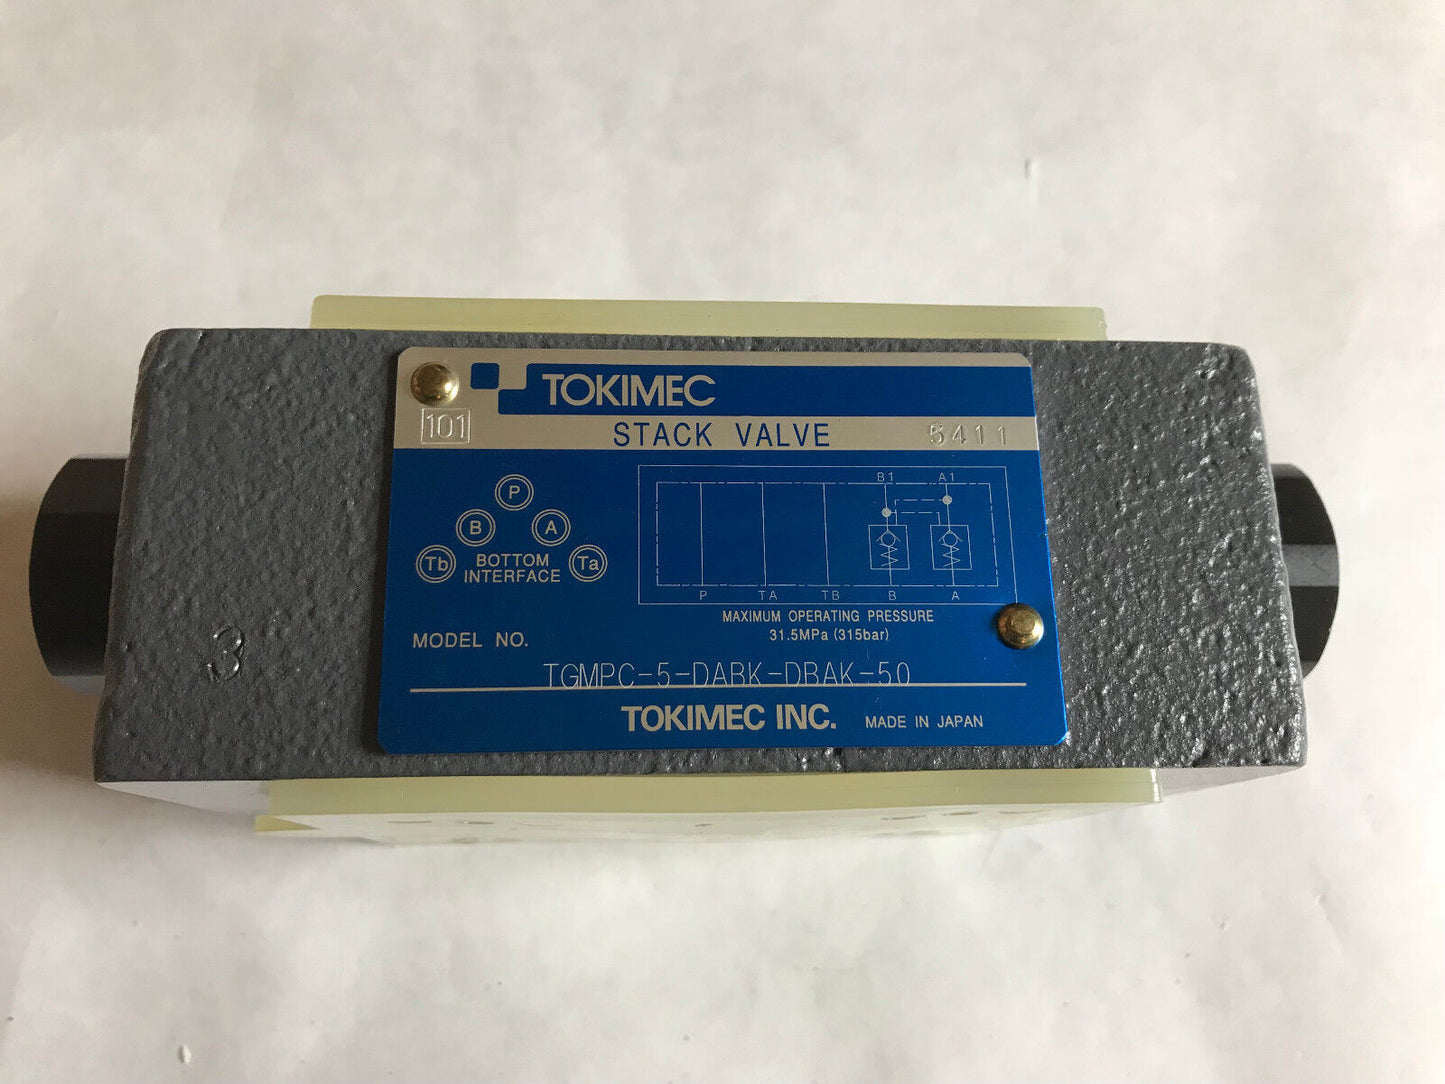 TOKIMEC
101
STACK VALVE
5411
P
B A
Tb BOTTOM INTERFACE Ta
B1 A1
P TA TB B A
MAXIMUM OPERATING PRESSURE
31.5MPa (315bar)
MODEL NO.
TGMPC-5-DABK-DBAK-50
TOKIMEC INC. MADE IN JAPAN
3